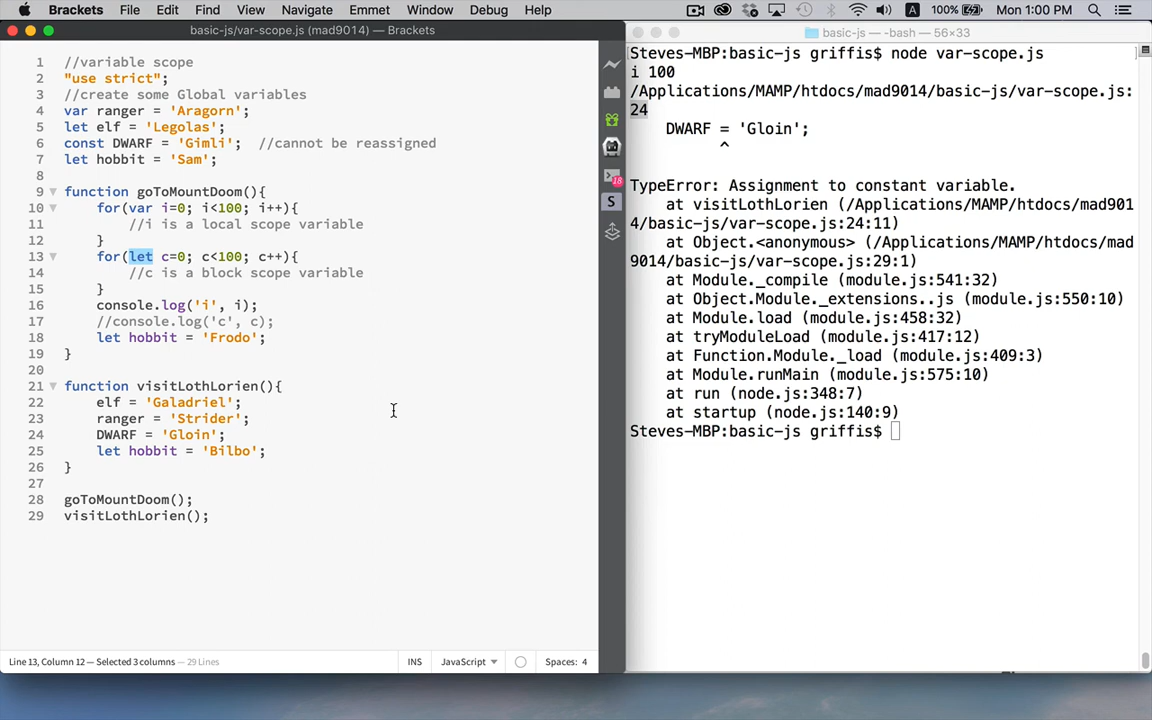 Brackets File Edit Find View Navigate Emmet Window Debug Help A 100% Mon 1:00 PM
basic-js/var-scope.js (mad9014) — Brackets
1 //variable scope
2 "use strict";
3 //create some Global variables
4 var ranger = 'Aragorn';
5 let elf = 'Legolas';
6 const DWARF = 'Gimli';  //cannot be reassigned
7 let hobbit = 'Sam';
8
9 function goToMountDoom(){
10     for(var i=0; i<100; i++){
11         //i is a local scope variable
12     }
13     for(let c=0; c<100; c++){
14         //c is a block scope variable
15     }
16     console.log('i', i);
17     //console.log('c', c);
18     let hobbit = 'Frodo';
19 }
20
21 function visitLothLorien(){
22     elf = 'Galadriel';
23     ranger = 'Strider';
24     DWARF = 'Gloin';
25     let hobbit = 'Bilbo';
26 }
27
28 goToMountDoom();
29 visitLothLorien();
Line 13, Column 12 — Selected 3 columns — 29 Lines INS JavaScript Spaces: 4
18
S
basic-js — -bash — 56×33
Steves-MBP:basic-js griffis$ node var-scope.js
i 100
/Applications/MAMP/htdocs/mad9014/basic-js/var-scope.js:
24
    DWARF = 'Gloin';
          ^
TypeError: Assignment to constant variable.
    at visitLothLorien (/Applications/MAMP/htdocs/mad901
4/basic-js/var-scope.js:24:11)
    at Object.<anonymous> (/Applications/MAMP/htdocs/mad
9014/basic-js/var-scope.js:29:1)
    at Module._compile (module.js:541:32)
    at Object.Module._extensions..js (module.js:550:10)
    at Module.load (module.js:458:32)
    at tryModuleLoad (module.js:417:12)
    at Function.Module._load (module.js:409:3)
    at Module.runMain (module.js:575:10)
    at run (node.js:348:7)
    at startup (node.js:140:9)
Steves-MBP:basic-js griffis$